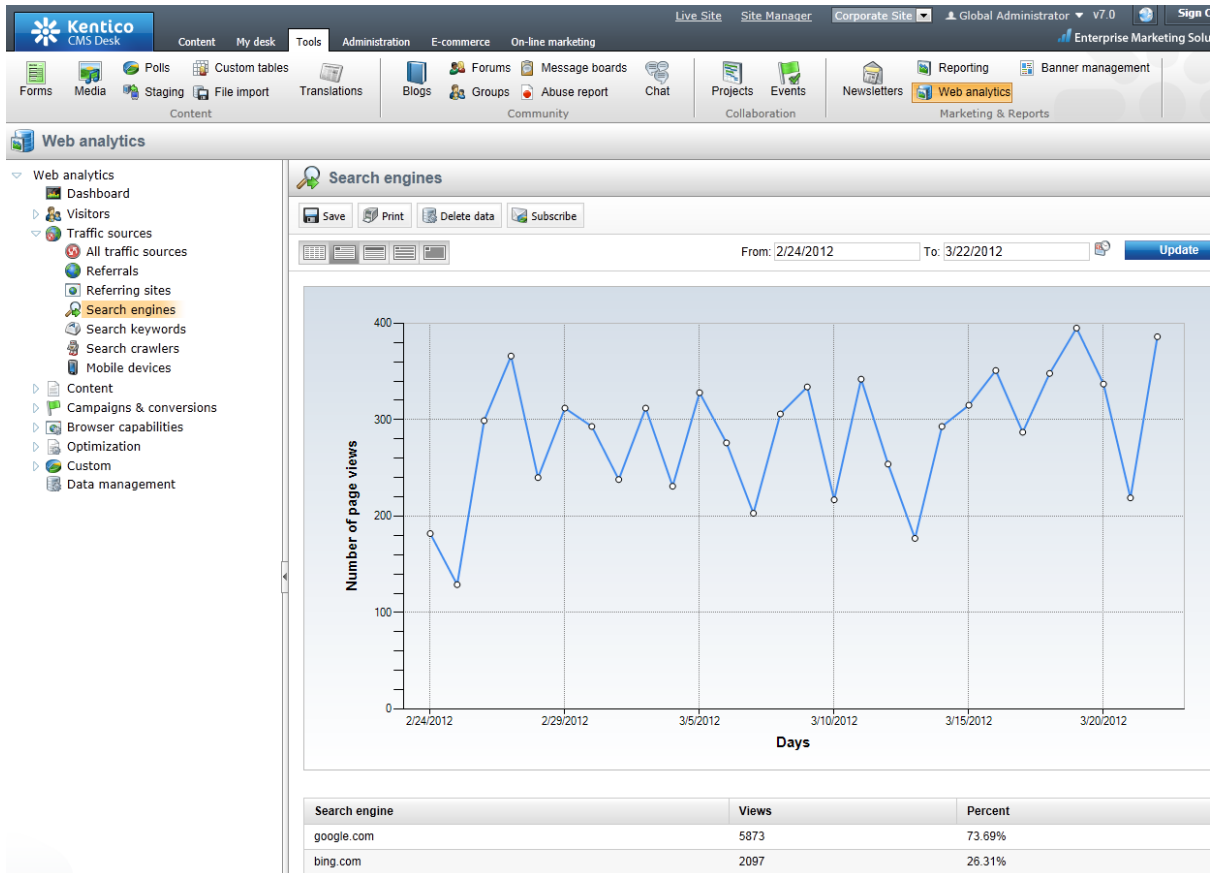 Kentico
CMS Desk
Live Site Site Manager Corporate Site Global Administrator v7.0 Sign
Content My desk Tools Administration E-commerce On-line marketing Enterprise Marketing Solu
Polls Custom tables Forums Message boards Reporting Banner management
Forms Media Staging File import Translations Blogs Groups Abuse report Chat Projects Events Newsletters Web analytics
Content Community Collaboration Marketing & Reports
Web analytics
Web analytics
Dashboard
Visitors
Traffic sources
All traffic sources
Referrals
Referring sites
Search engines
Search keywords
Search crawlers
Mobile devices
Content
Campaigns & conversions
Browser capabilities
Optimization
Custom
Data management
Search engines
Save Print Delete data Subscribe
From: 2/24/2012 To: 3/22/2012 Update
400
300
200
100
0
Number of page views
2/24/2012 2/29/2012 3/5/2012 3/10/2012 3/15/2012 3/20/2012
Days
Search engine Views Percent
google.com 5873 73.69%
bing.com 2097 26.31%